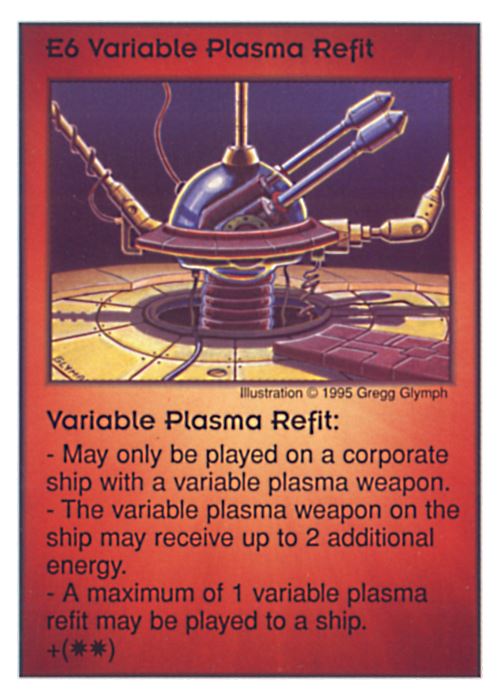 E6 Variable Plasma Refit
GLYMPH
Illustration © 1995 Gregg Glymph
Variable Plasma Refit:
- May only be played on a corporate
ship with a variable plasma weapon.
- The variable plasma weapon on the
ship may receive up to 2 additional
energy.
- A maximum of 1 variable plasma
refit may be played to a ship.
+(✷✷)